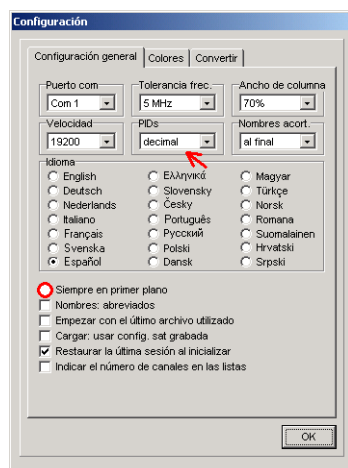 Configuración
Configuración general Colores Convertir
Puerto com Tolerancia frec. Ancho de columna
Com 1 5 MHz 70%
Velocidad PIDs Nombres acort.
19200 decimal al final
Idioma
English Ελληνικά Magyar
Deutsch Slovensky Türkçe
Nederlands Česky Norsk
Italiano Português Romana
Français Русский Suomalainen
Svenska Polski Hrvatski
Español Dansk Srpski
Siempre en primer plano
Nombres: abreviados
Empezar con el último archivo utilizado
Cargar: usar config. sat grabada
Restaurar la última sesión al inicializar
Indicar el número de canales en las listas
OK